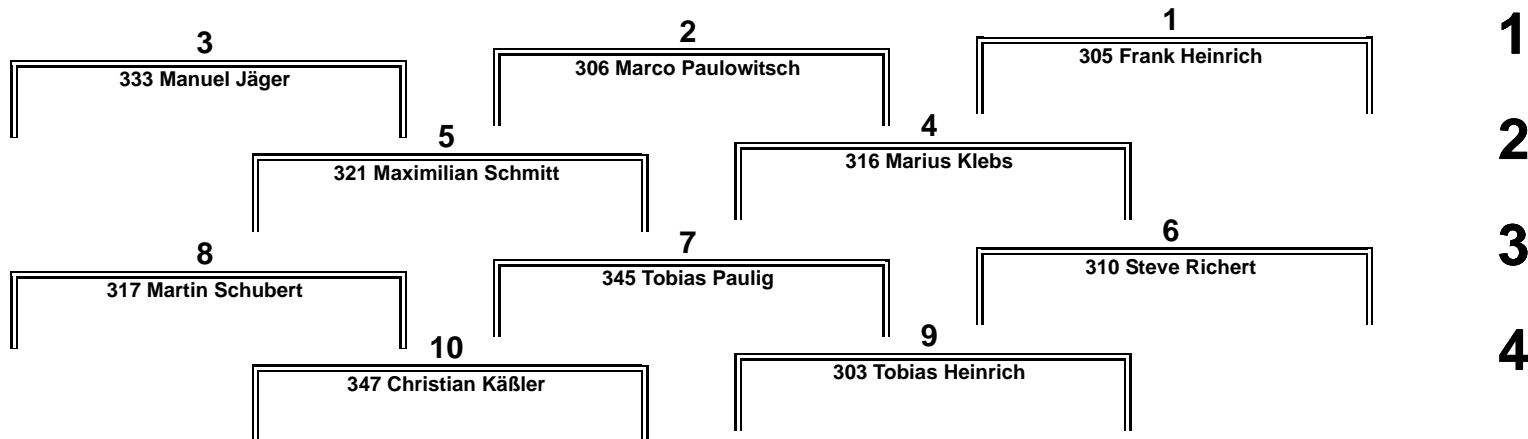 3 2 1 1
333 Manuel Jäger 306 Marco Paulowitsch 305 Frank Heinrich
5 4 2
321 Maximilian Schmitt 316 Marius Klebs
8 7 6 3
317 Martin Schubert 345 Tobias Paulig 310 Steve Richert
10 9 4
347 Christian Käßler 303 Tobias Heinrich